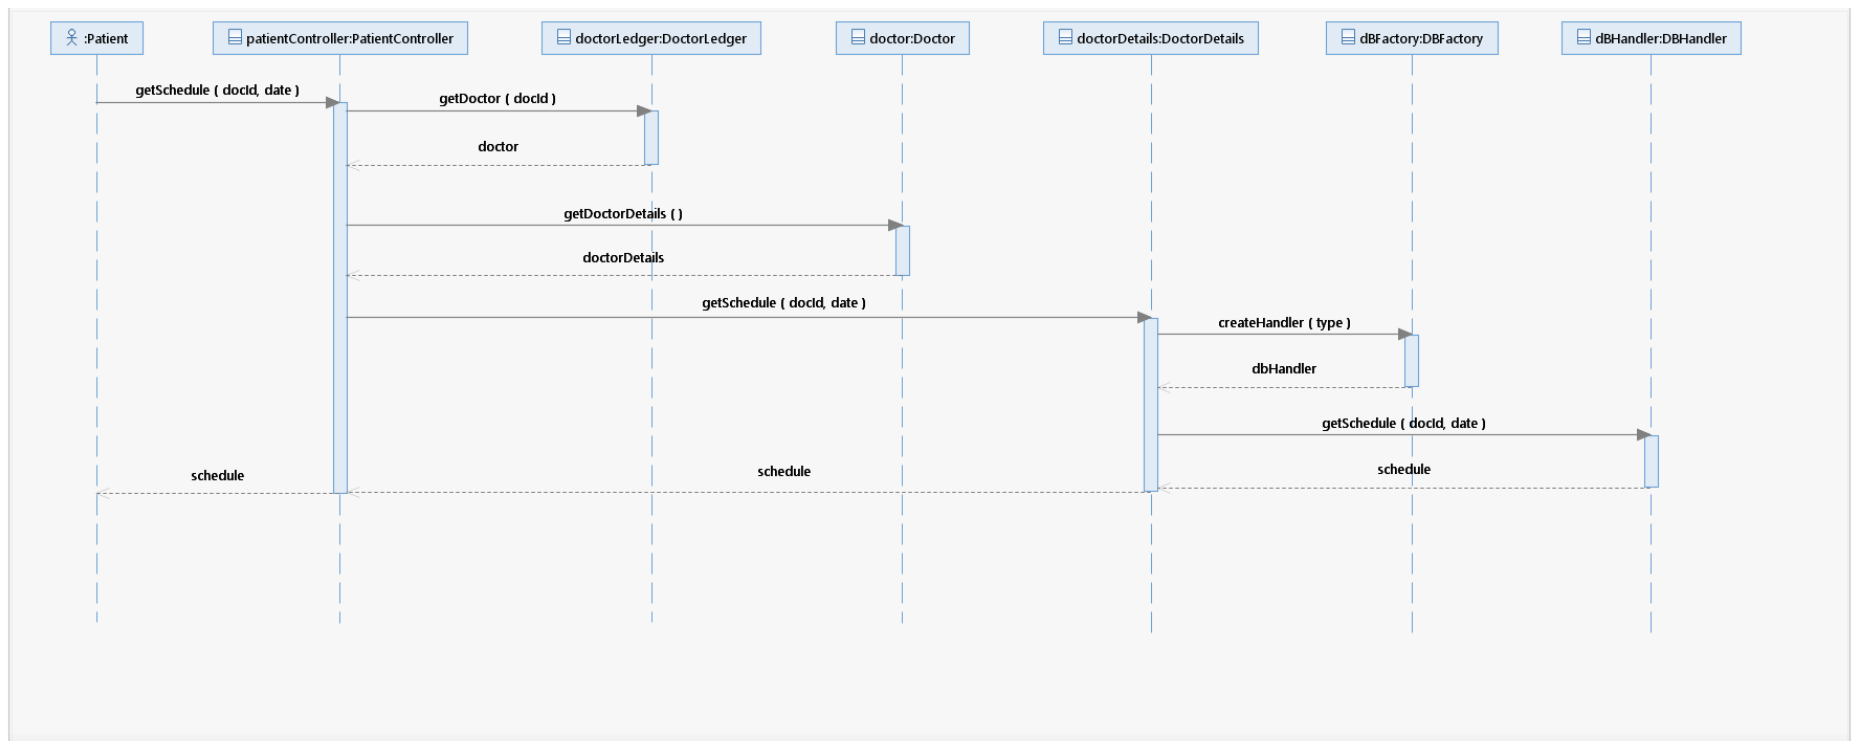 :Patient
patientController:PatientController
doctorLedger:DoctorLedger
doctor:Doctor
doctorDetails:DoctorDetails
dBFactory:DBFactory
dBHandler:DBHandler
getSchedule ( docId, date )
getDoctor ( docId )
doctor
getDoctorDetails ( )
doctorDetails
getSchedule ( docId, date )
createHandler ( type )
dbHandler
getSchedule ( docId, date )
schedule
schedule
schedule